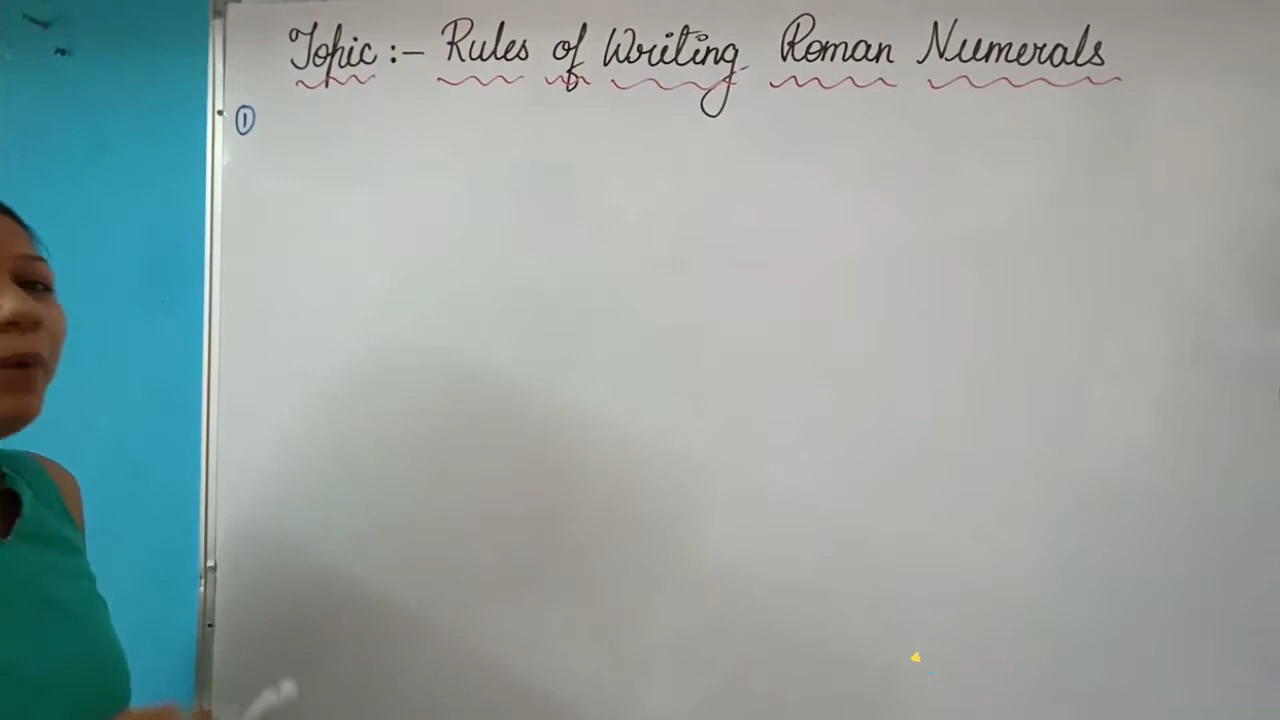 Topic :- Rules of Writing Roman Numerals
①